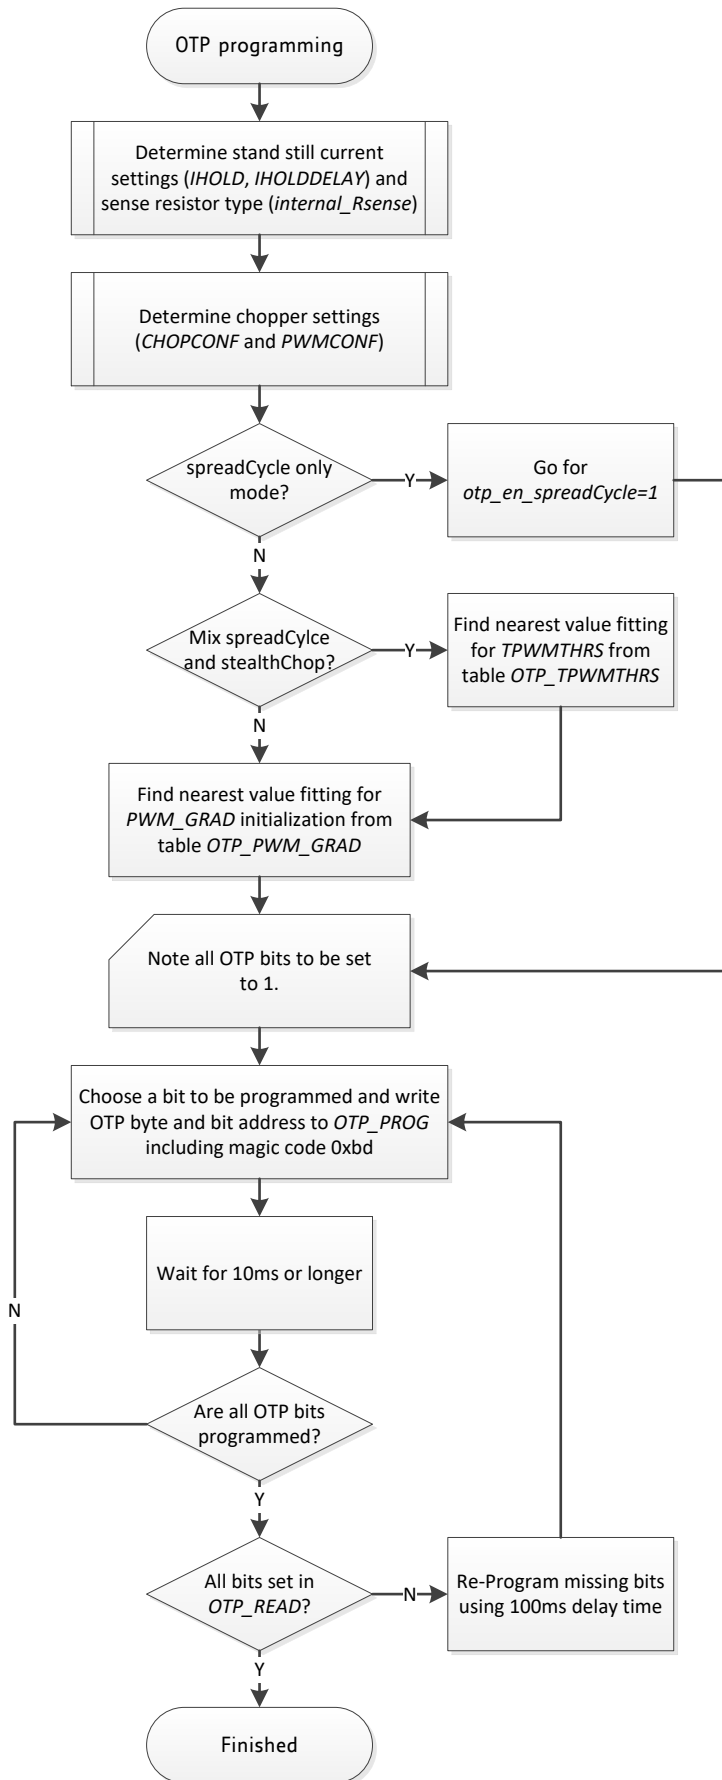 OTP programming
Determine stand still current
settings (IHOLD, IHOLDDELAY) and
sense resistor type (internal_Rsense)
Determine chopper settings
(CHOPCONF and PWMCONF)
spreadCycle only
mode?
Y
Go for
otp_en_spreadCycle=1
N
Mix spreadCylce
and stealthChop?
Y
Find nearest value fitting
for TPWMTHRS from
table OTP_TPWMTHRS
N
Find nearest value fitting for
PWM_GRAD initialization from
table OTP_PWM_GRAD
Note all OTP bits to be set
to 1.
Choose a bit to be programmed and write
OTP byte and bit address to OTP_PROG
including magic code 0xbd
Wait for 10ms or longer
N
Are all OTP bits
programmed?
Y
All bits set in
OTP_READ?
N
Re-Program missing bits
using 100ms delay time
Y
Finished